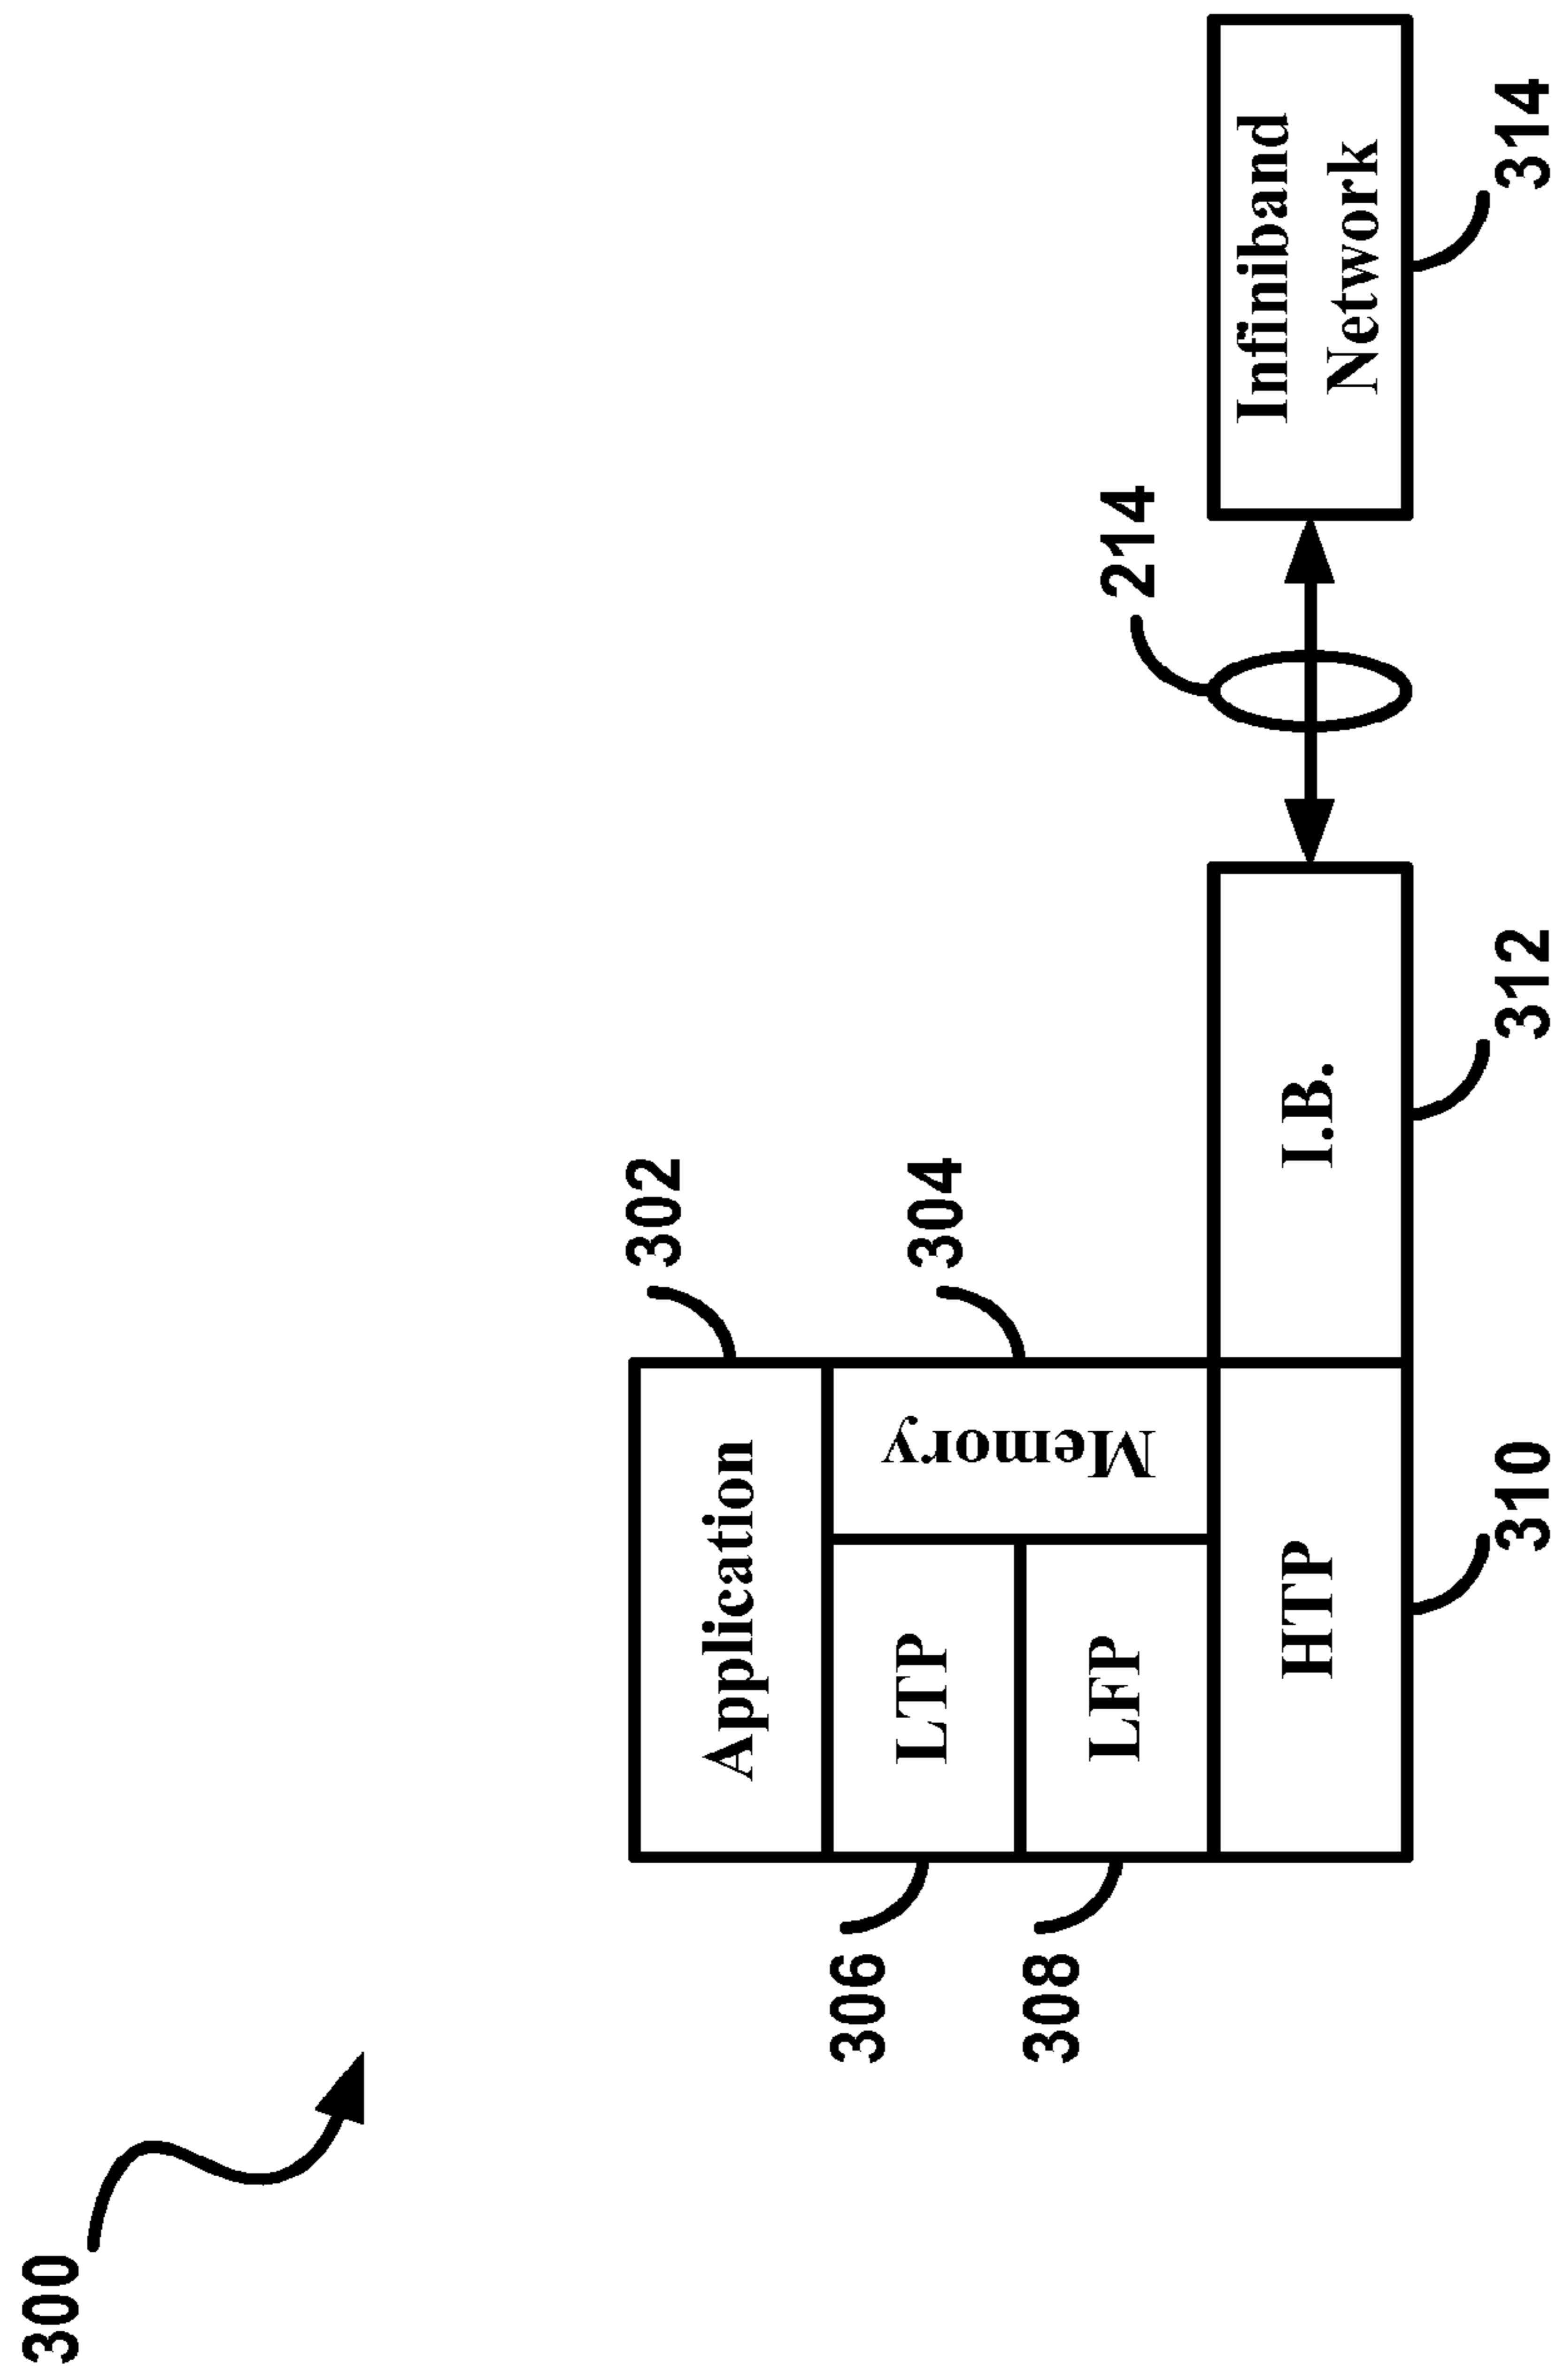 300
302
Application
304
Memory
306
LTP
308
LFP
HTP
310
I.B.
312
214
Infiniband
Network
314